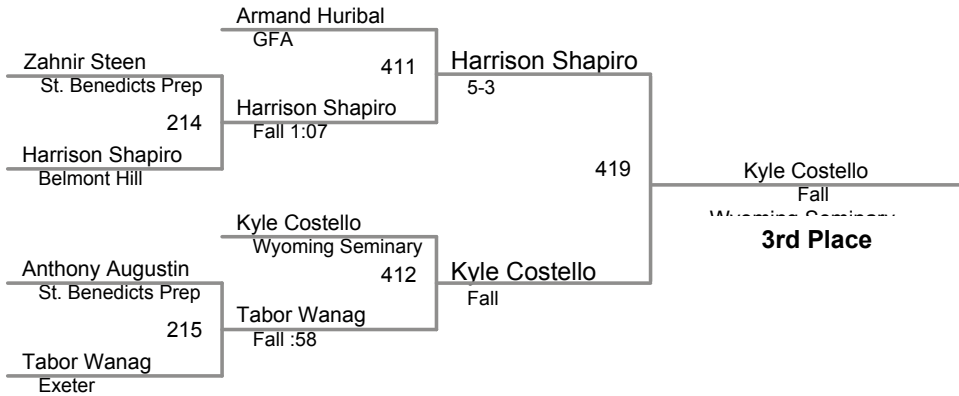 Armand Huribal
GFA
Zahnir Steen
St. Benedicts Prep
411
Harrison Shapiro
5-3
214
Harrison Shapiro
Fall 1:07
Harrison Shapiro
Belmont Hill
419
Kyle Costello
Fall
Wyoming Seminary
3rd Place
Kyle Costello
Wyoming Seminary
Anthony Augustin
St. Benedicts Prep
412
Kyle Costello
Fall
215
Tabor Wanag
Fall :58
Tabor Wanag
Exeter